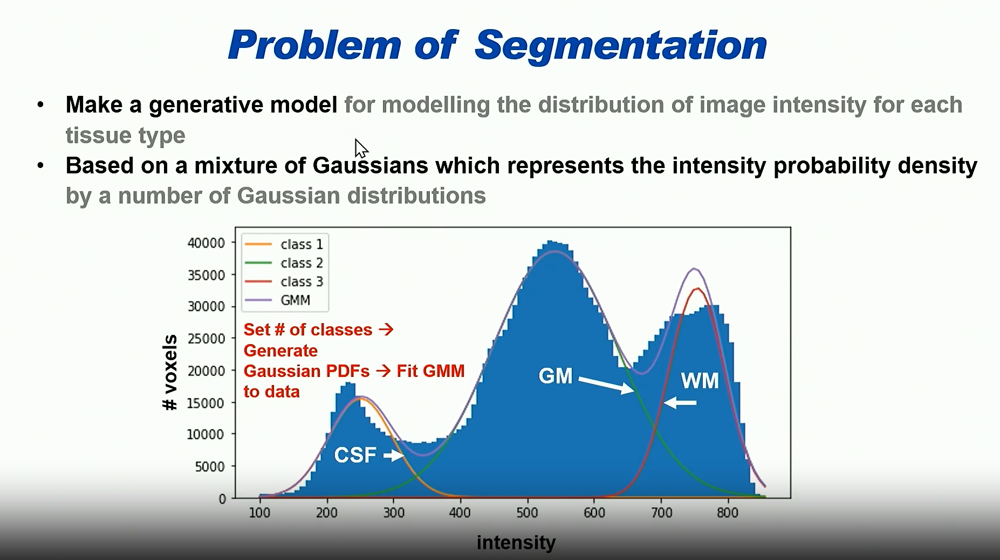 Problem of Segmentation
• Make a generative model for modelling the distribution of image intensity for each
tissue type
• Based on a mixture of Gaussians which represents the intensity probability density
by a number of Gaussian distributions
class 1
class 2
class 3
GMM
Set # of classes →
Generate
Gaussian PDFs → Fit GMM
to data
40000
35000
30000
25000
20000
15000
10000
5000
0
# voxels
CSF
GM
WM
100 200 300 400 500 600 700 800
intensity